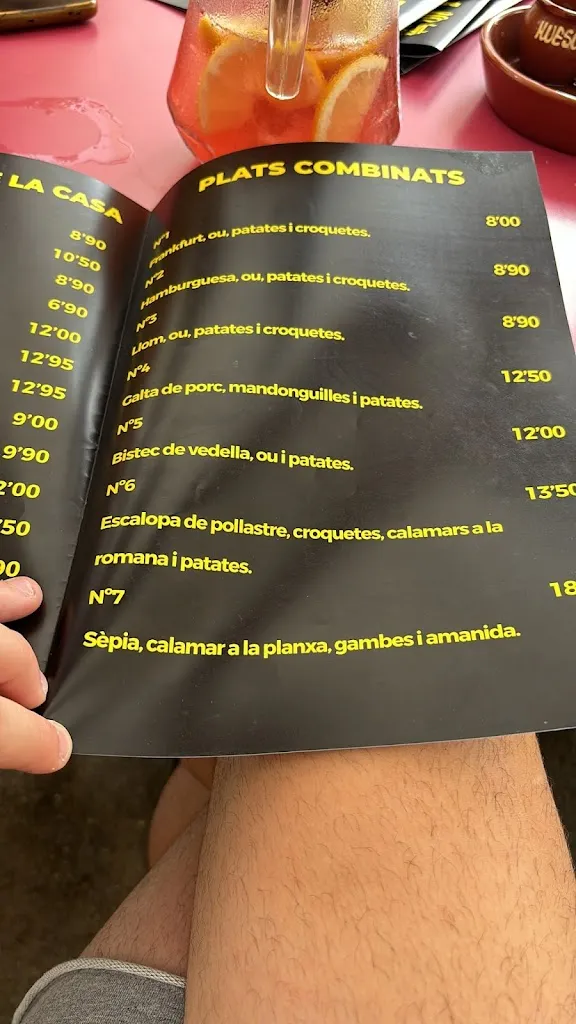 LA CASA
8'90
10'50
8'90
6'90
12'00
12'95
12'95
9'00
9'90
PLATS COMBINATS
Nº1 8'00
Frankfurt, ou, patates i croquetes.
Nº2 8'90
Hamburguesa, ou, patates i croquetes.
Nº3 8'90
Llom, ou, patates i croquetes.
Nº4 12'50
Galta de porc, mandonguilles i patates.
Nº5 12'00
Bistec de vedella, ou i patates.
Nº6 13'50
Escalopa de pollastre, croquetes, calamars a la
romana i patates.
Nº7 18
Sèpia, calamar a la planxa, gambes i amanida.